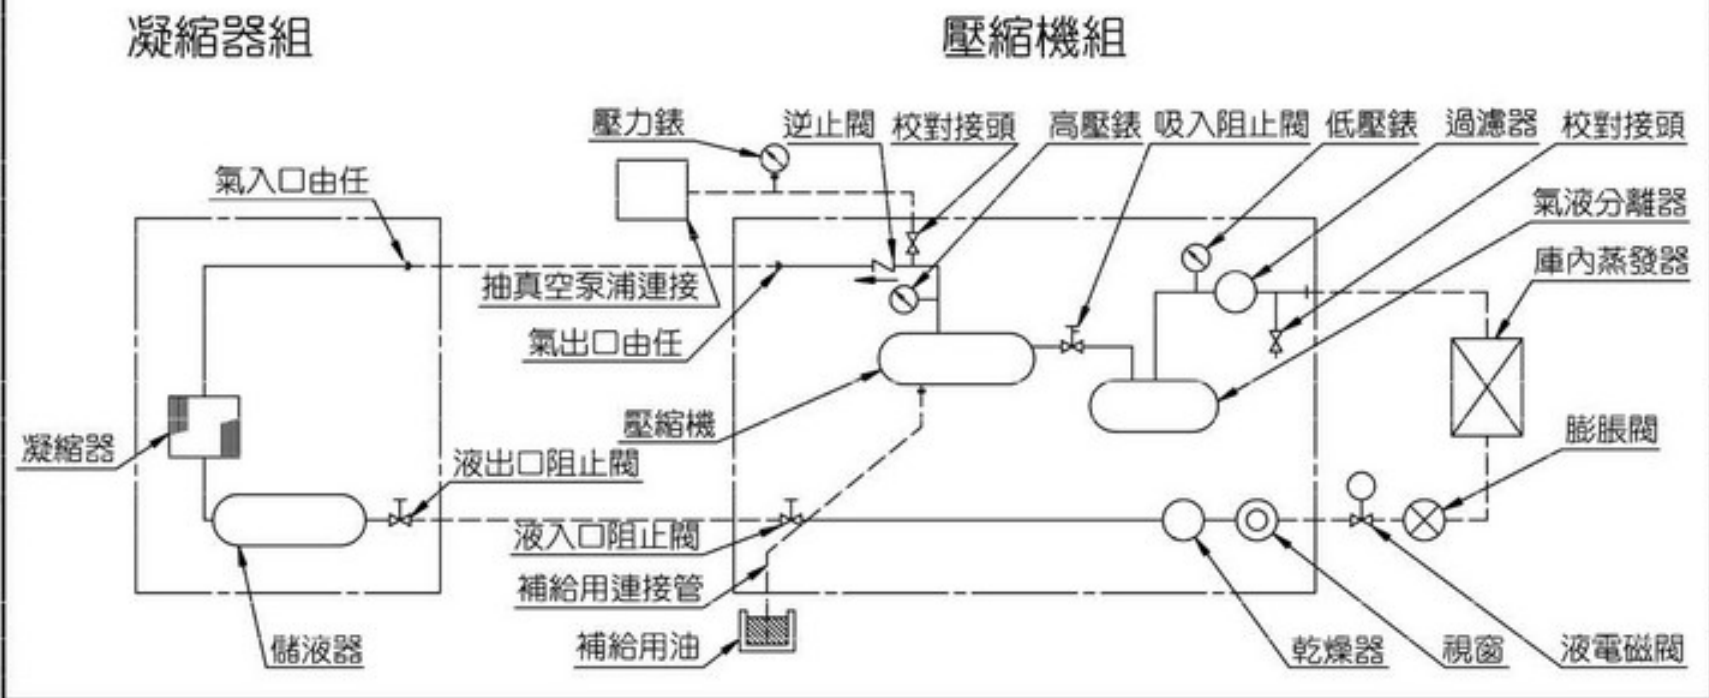 凝縮器組
壓縮機組
壓力錶
逆止閥
校對接頭
高壓錶
吸入阻止閥
低壓錶
過濾器
校對接頭
氣入口由任
氣液分離器
庫內蒸發器
抽真空泵浦連接
氣出口由任
壓縮機
膨脹閥
凝縮器
液出口阻止閥
液入口阻止閥
補給用連接管
補給用油
儲液器
乾燥器
視窗
液電磁閥